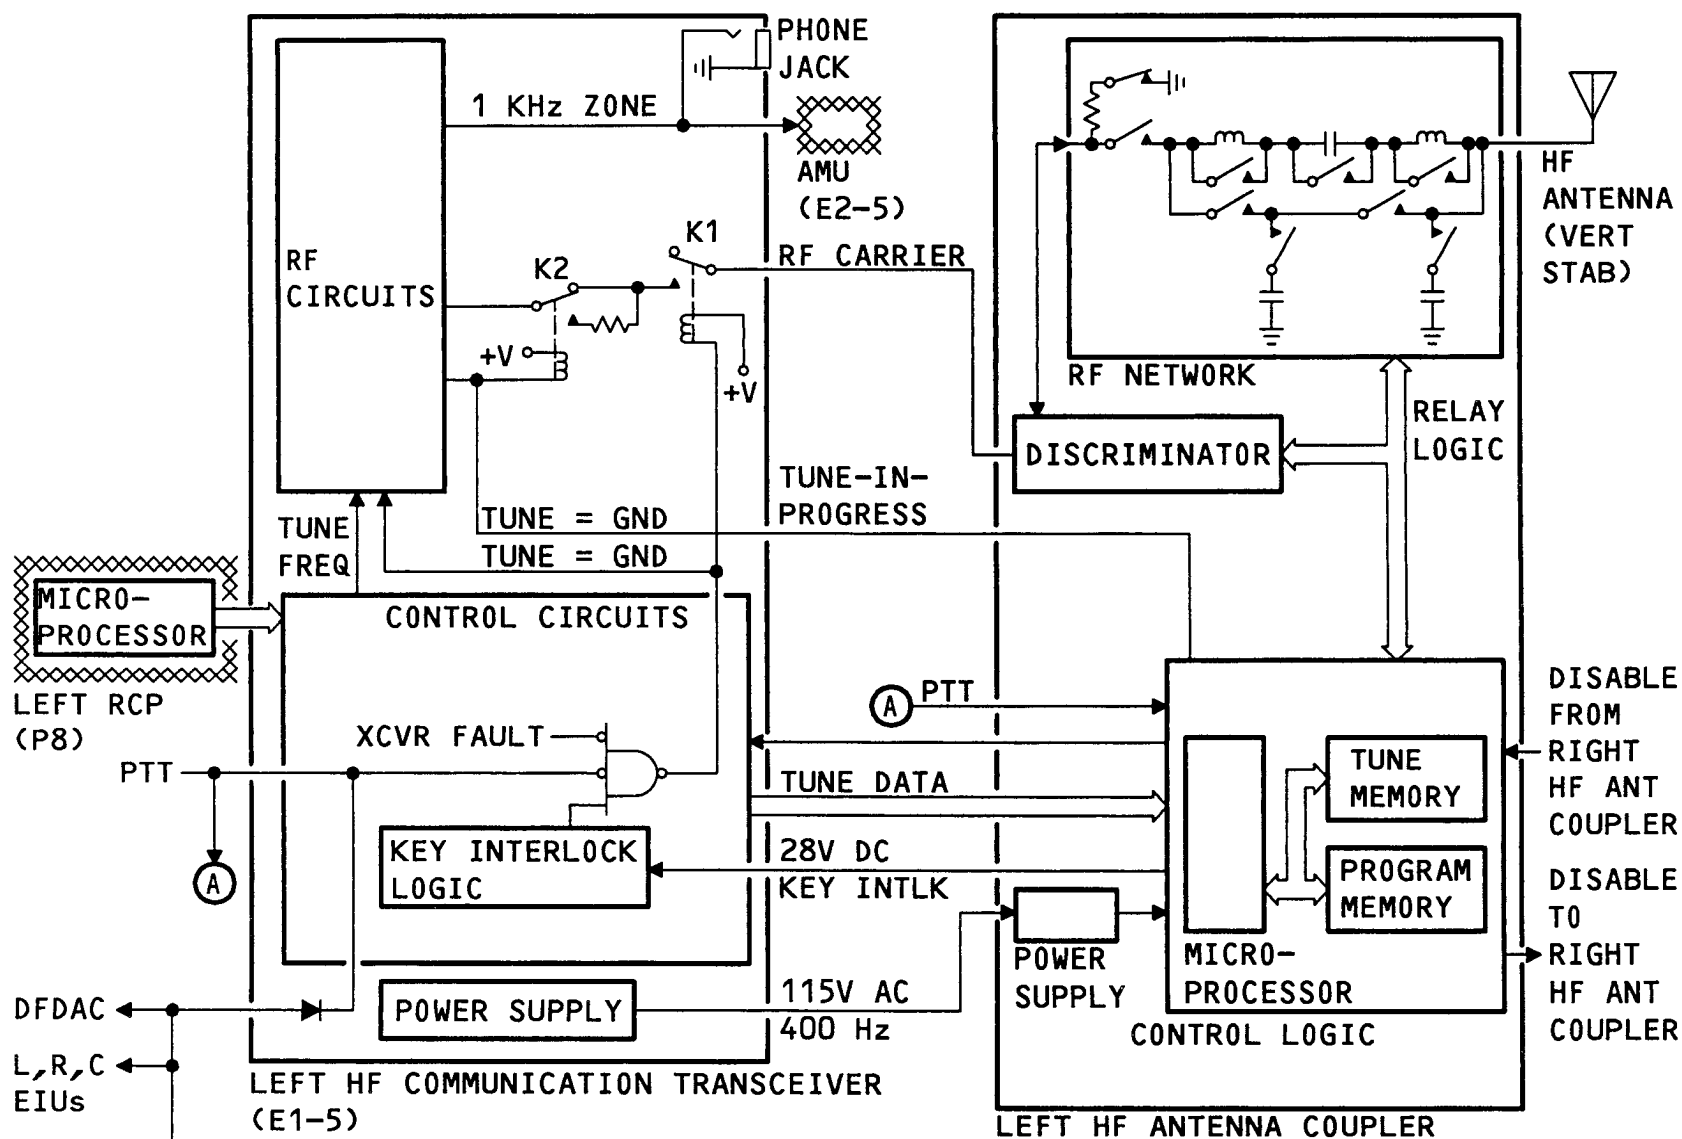 PHONE
JACK
1 KHz ZONE
AMU
(E2-5)
RF
CIRCUITS
K2
K1
RF CARRIER
+V
+V
HF
ANTENNA
(VERT
STAB)
RF NETWORK
RELAY
LOGIC
DISCRIMINATOR
TUNE-IN-
PROGRESS
TUNE = GND
TUNE = GND
TUNE
FREQ
MICRO-
PROCESSOR
LEFT RCP
(P8)
CONTROL CIRCUITS
XCVR FAULT
PTT
A
A
PTT
KEY INTERLOCK
LOGIC
TUNE DATA
28V DC
KEY INTLK
POWER
SUPPLY
TUNE
MEMORY
PROGRAM
MEMORY
MICRO-
PROCESSOR
CONTROL LOGIC
DISABLE
FROM
RIGHT
HF ANT
COUPLER
DISABLE
TO
RIGHT
HF ANT
COUPLER
DFDAC
L,R,C
EIUs
POWER SUPPLY
115V AC
400 Hz
LEFT HF COMMUNICATION TRANSCEIVER
(E1-5)
LEFT HF ANTENNA COUPLER